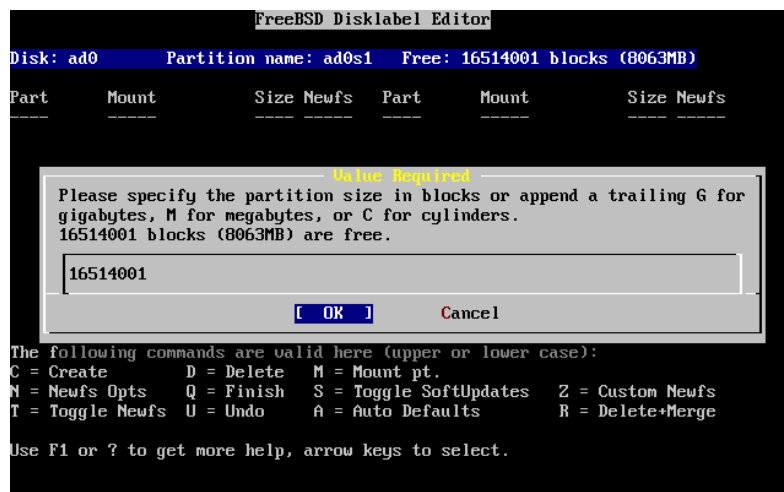 FreeBSD Disklabel Editor
Disk: ad0 Partition name: ad0s1 Free: 16514001 blocks (8063MB)
Part Mount Size Newfs Part Mount Size Newfs
---- ----- ---- ----- ---- ----- ---- -----
Value Required
Please specify the partition size in blocks or append a trailing G for
gigabytes, M for megabytes, or C for cylinders.
16514001 blocks (8063MB) are free.
16514001
[ OK ] Cancel
The following commands are valid here (upper or lower case):
C = Create D = Delete M = Mount pt.
N = Newfs Opts Q = Finish S = Toggle SoftUpdates Z = Custom Newfs
T = Toggle Newfs U = Undo A = Auto Defaults R = Delete+Merge
Use F1 or ? to get more help, arrow keys to select.